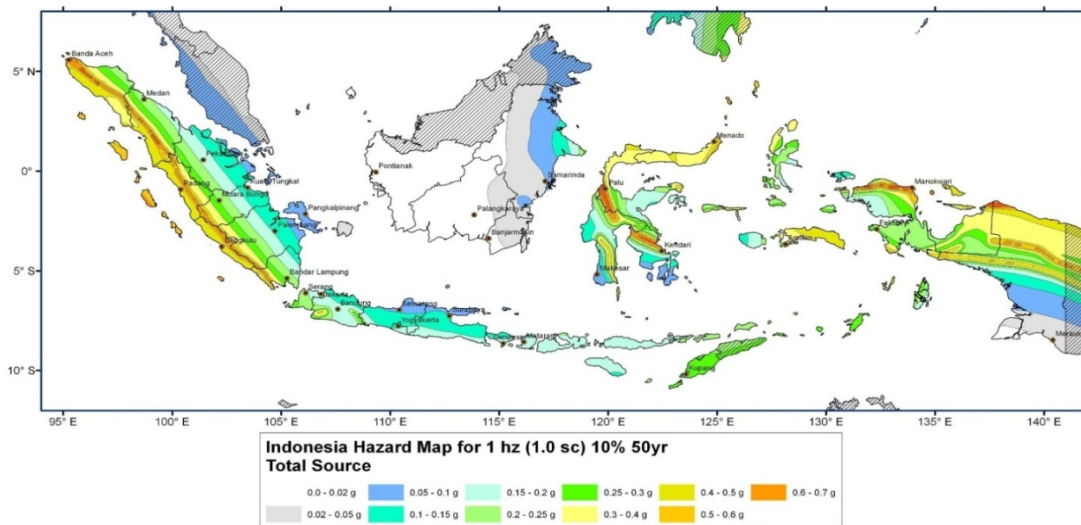 Banda Aceh
5° N
Medan
Pontianak
Samarinda
Menado
0°
Padang
Muara Bungo
Pangkalpinang
Palangkaraya
Palu
Manokwari
Banjarmasin
Kendari
5° S
Bandar Lampung
Serang
Bandung
Semarang
Surabaya
Yogyakarta
Mataram
Makasar
10° S
Kupang
95° E
100° E
105° E
110° E
115° E
120° E
125° E
130° E
135° E
140° E
Indonesia Hazard Map for 1 hz (1.0 sc) 10% 50yr
Total Source
0.0 - 0.02 g
0.05 - 0.1 g
0.15 - 0.2 g
0.25 - 0.3 g
0.4 - 0.5 g
0.6 - 0.7 g
0.02 - 0.05 g
0.1 - 0.15 g
0.2 - 0.25 g
0.3 - 0.4 g
0.5 - 0.6 g